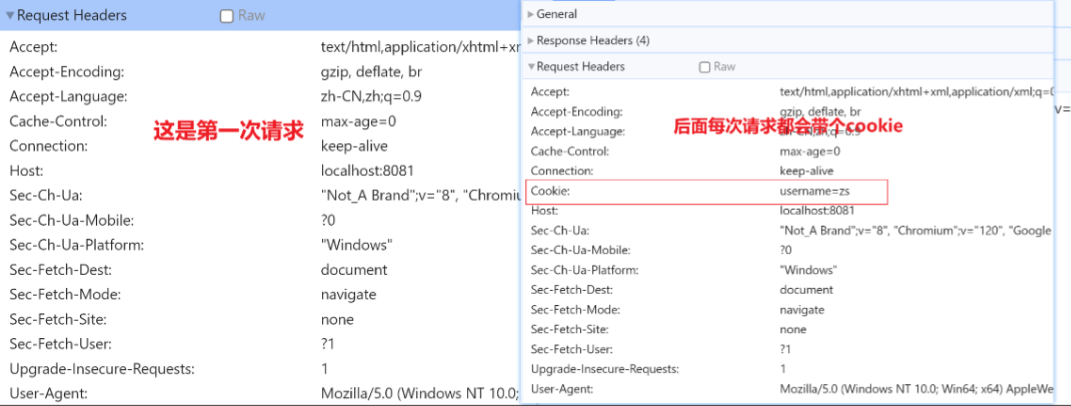 Request Headers Raw
Accept: text/html,application/xhtml+xm
Accept-Encoding: gzip, deflate, br
Accept-Language: zh-CN,zh;q=0.9
Cache-Control: max-age=0
这是第一次请求
Connection: keep-alive
Host: localhost:8081
Sec-Ch-Ua: "Not_A Brand";v="8", "Chromiu
Sec-Ch-Ua-Mobile: ?0
Sec-Ch-Ua-Platform: "Windows"
Sec-Fetch-Dest: document
Sec-Fetch-Mode: navigate
Sec-Fetch-Site: none
Sec-Fetch-User: ?1
Upgrade-Insecure-Requests: 1
User-Agent: Mozilla/5.0 (Windows NT 10.0;
General
Response Headers (4)
Request Headers Raw
Accept: text/html,application/xhtml+xml,application/xml;q=0
Accept-Encoding: gzip, deflate, br
后面每次请求都会带个cookie
Accept-Language: zh-CN,zh;q=0.9
Cache-Control: max-age=0
Connection: keep-alive
Cookie: username=zs
Host: localhost:8081
Sec-Ch-Ua: "Not_A Brand";v="8", "Chromium";v="120", "Google
Sec-Ch-Ua-Mobile: ?0
Sec-Ch-Ua-Platform: "Windows"
Sec-Fetch-Dest: document
Sec-Fetch-Mode: navigate
Sec-Fetch-Site: none
Sec-Fetch-User: ?1
Upgrade-Insecure-Requests: 1
User-Agent: Mozilla/5.0 (Windows NT 10.0; Win64; x64) AppleWe
v=